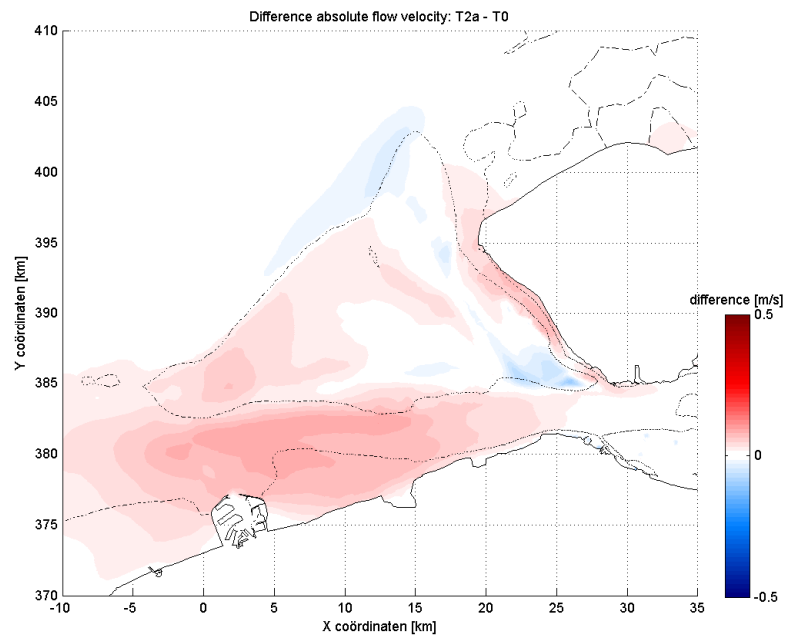 Difference absolute flow velocity: T2a - T0
410
405
400
395
390
385
380
375
370
Y coördinaten [km]
-10 -5 0 5 10 15 20 25 30 35
X coördinaten [km]
difference [m/s]
0.5
0
-0.5